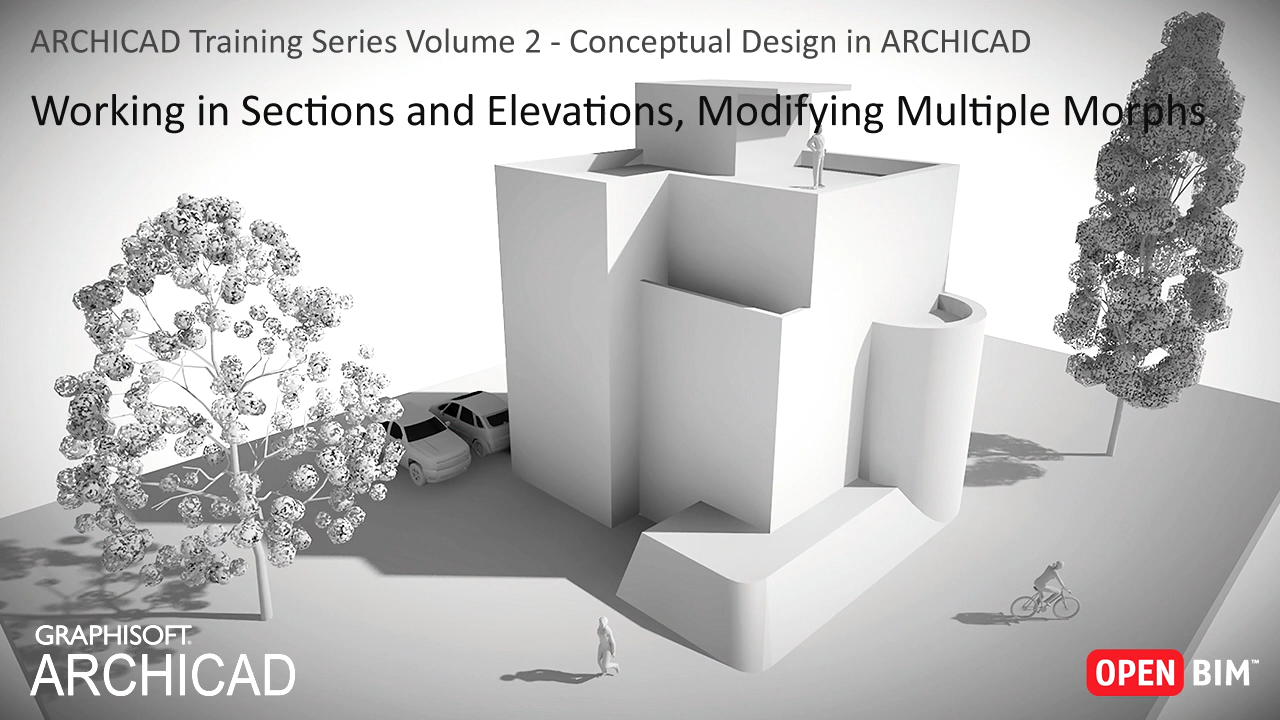 ARCHICAD Training Series Volume 2 - Conceptual Design in ARCHICAD
Working in Sections and Elevations, Modifying Multiple Morphs
GRAPHISOFT.
ARCHICAD
OPEN BIM™